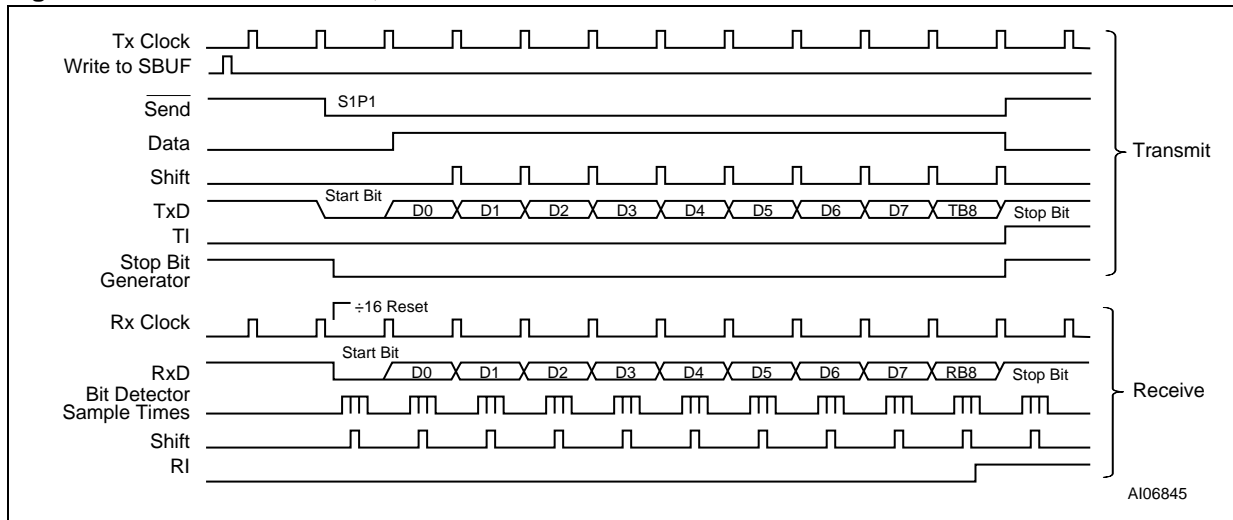 Tx Clock
Write to SBUF
Send
S1P1
Data
Transmit
Shift
Start Bit
TxD
D0 D1 D2 D3 D4 D5 D6 D7 TB8 Stop Bit
TI
Stop Bit
Generator
÷16 Reset
Rx Clock
Start Bit
RxD
D0 D1 D2 D3 D4 D5 D6 D7 RB8 Stop Bit
Bit Detector
Sample Times
Receive
Shift
RI
AI06845